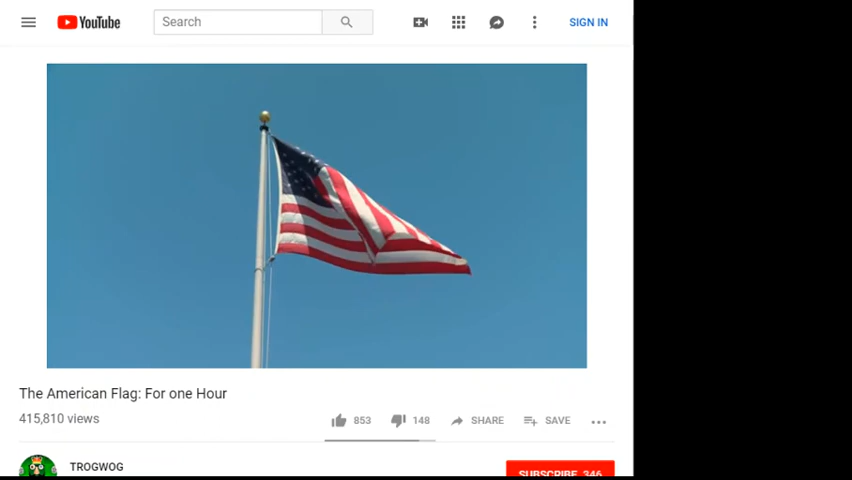 YouTube
Search
SIGN IN
The American Flag: For one Hour
415,810 views
853
148
SHARE
SAVE
TROGWOG
SUBSCRIBE 346